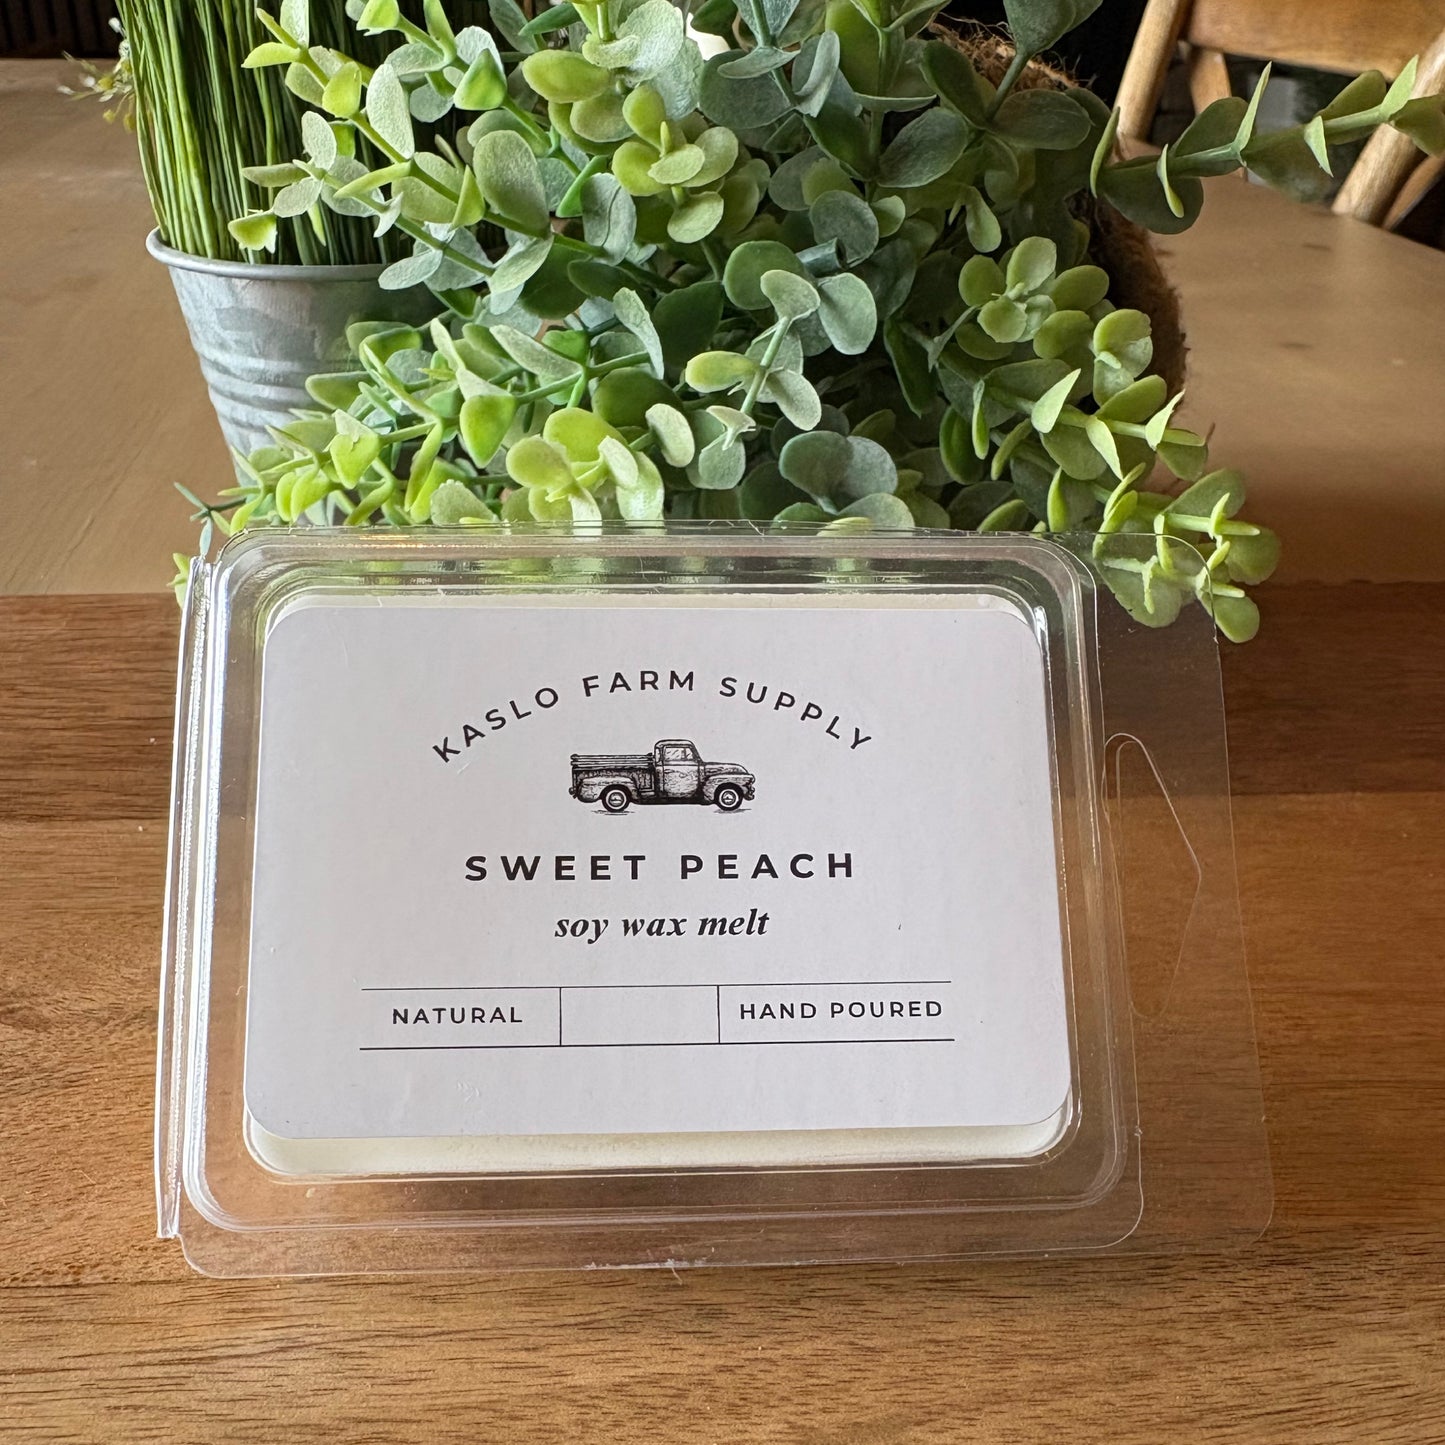 KASLO FARM SUPPLY
SWEET PEACH
soy wax melt
NATURAL
HAND POURED